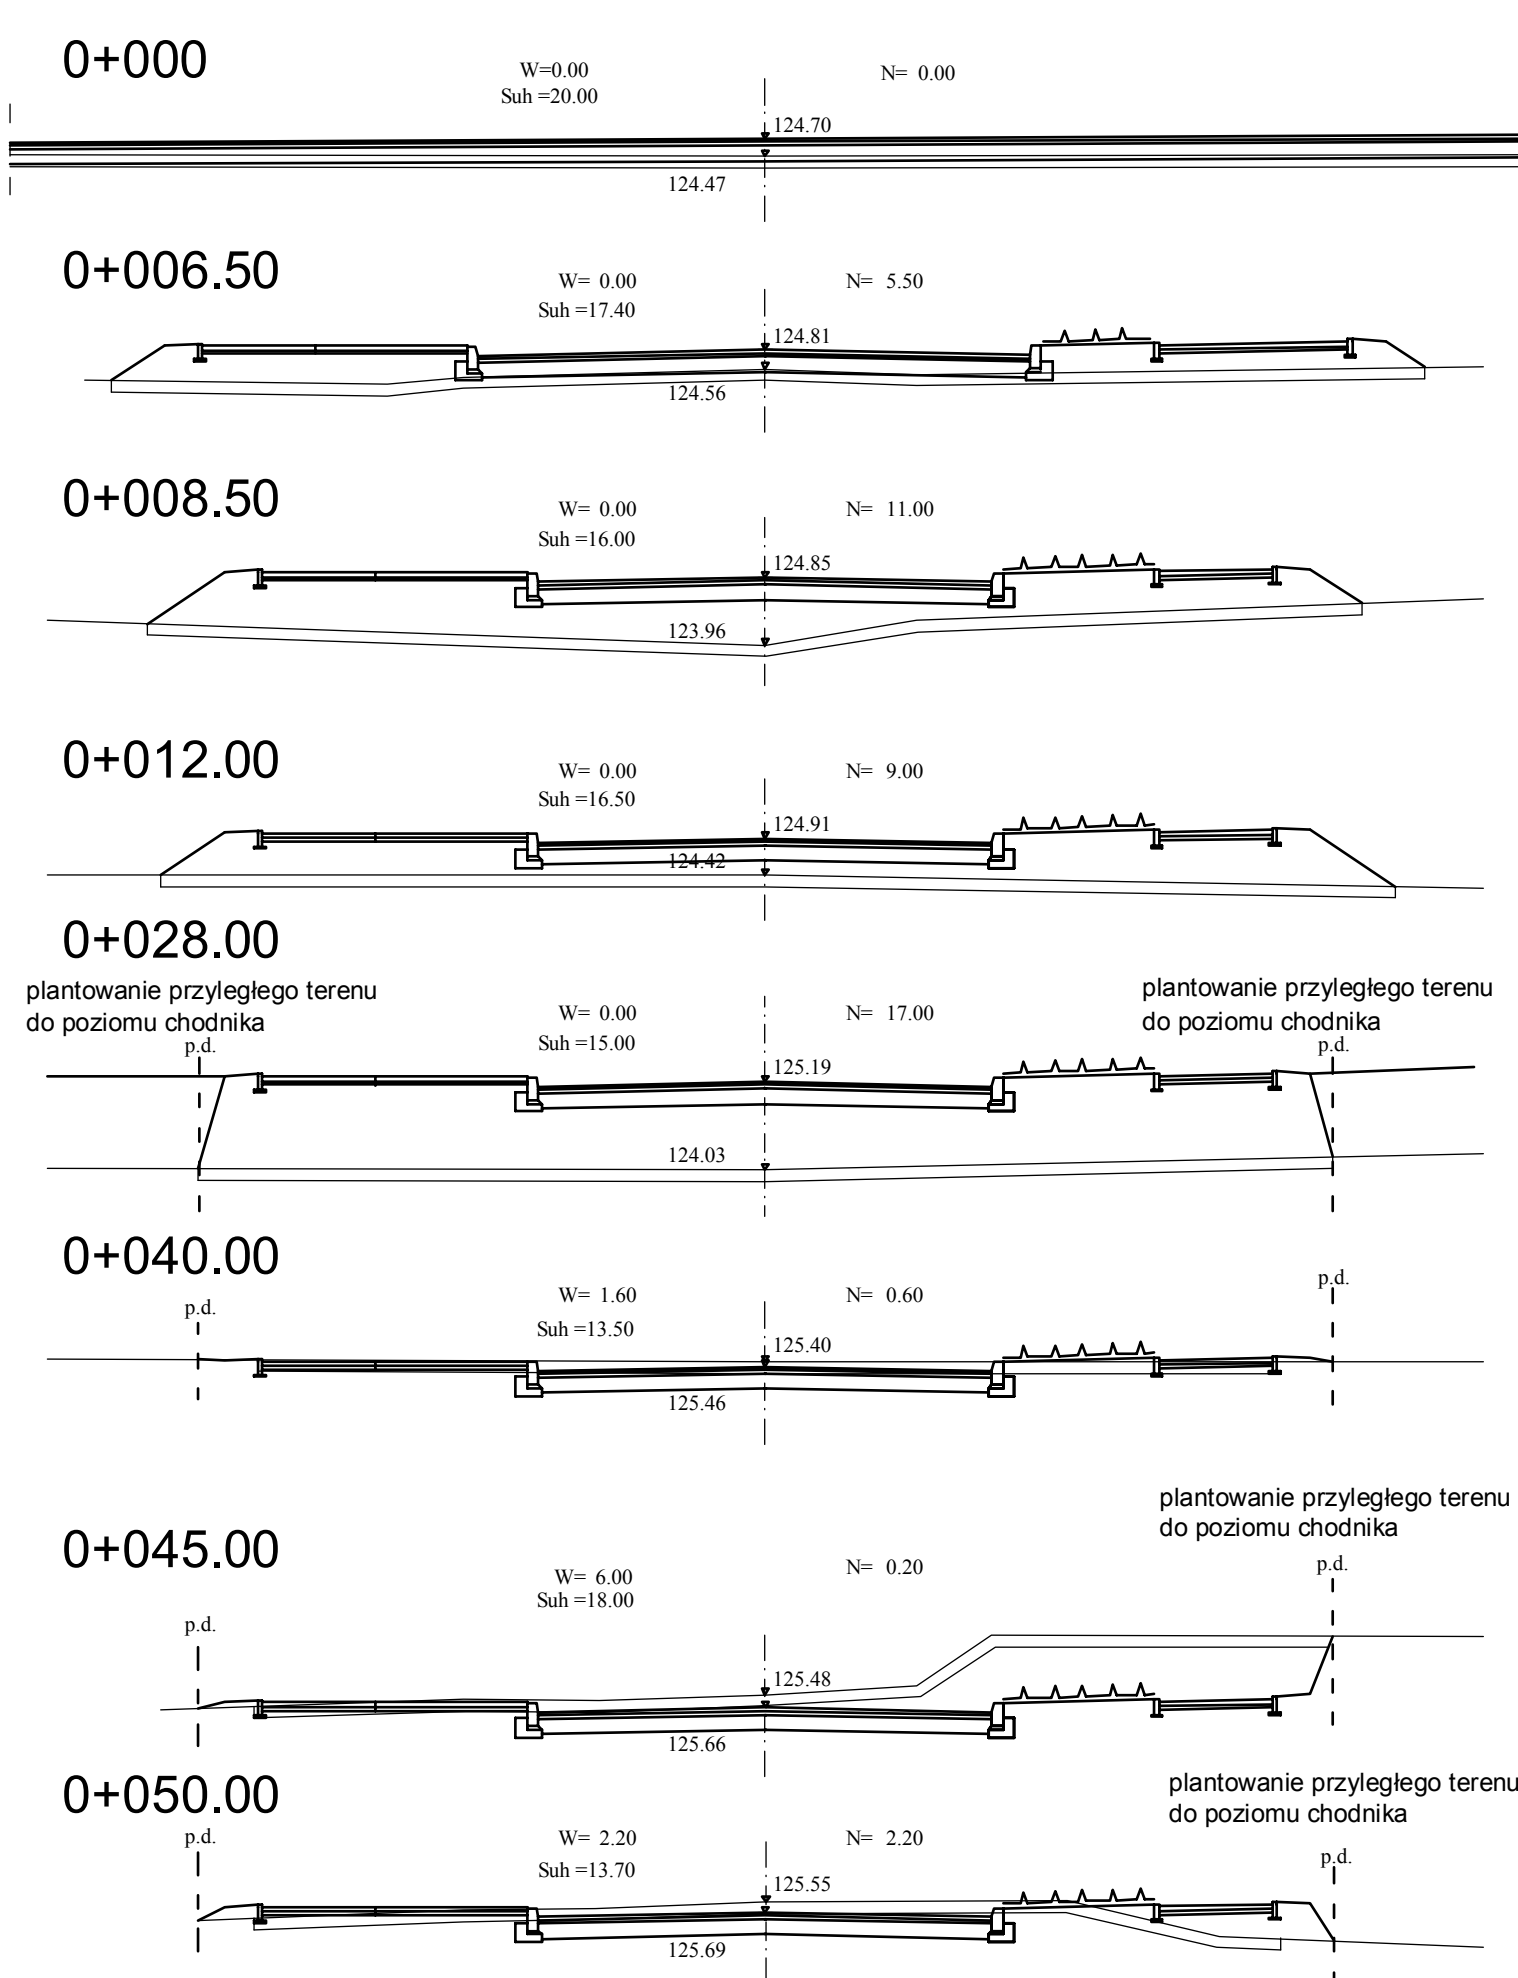 0+000
W=0.00
N= 0.00
Suh =20.00
124.70
124.47
0+006.50
W= 0.00
N= 5.50
Suh =17.40
124.81
124.56
0+008.50
W= 0.00
N= 11.00
Suh =16.00
124.85
123.96
0+012.00
W= 0.00
N= 9.00
Suh =16.50
124.91
124.42
0+028.00
plantowanie przyległego terenu
do poziomu chodnika
p.d.
W= 0.00
N= 17.00
Suh =15.00
plantowanie przyległego terenu
do poziomu chodnika
p.d.
125.19
124.03
0+040.00
p.d.
W= 1.60
N= 0.60
Suh =13.50
p.d.
125.40
125.46
plantowanie przyległego terenu
do poziomu chodnika
p.d.
0+045.00
W= 6.00
N= 0.20
Suh =18.00
p.d.
125.48
125.66
0+050.00
plantowanie przyległego terenu
do poziomu chodnika
p.d.
W= 2.20
N= 2.20
Suh =13.70
p.d.
125.55
125.69